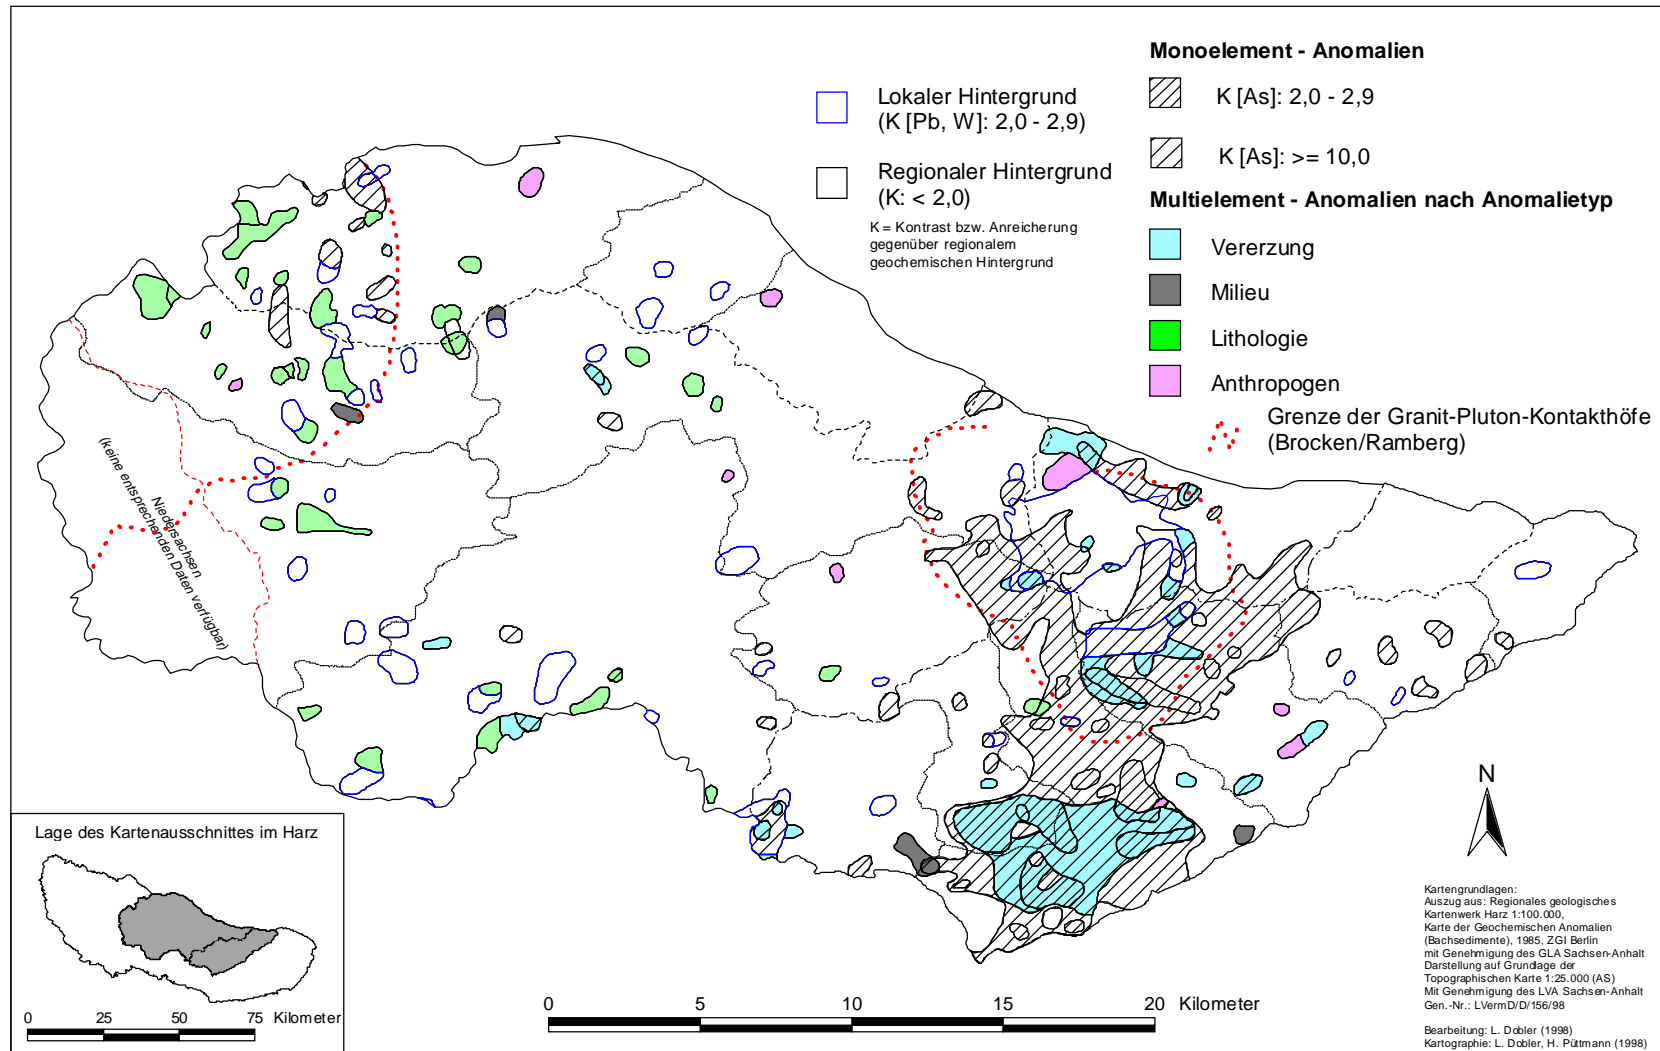 Monoelement - Anomalien
K [As]: 2,0 - 2,9
K [As]: >= 10,0
Multielement - Anomalien nach Anomalietyp
Vererzung
Milieu
Lithologie
Anthropogen
Grenze der Granit-Pluton-Kontakthöfe
(Brocken/Ramberg)
Lokaler Hintergrund
(K [Pb, W]: 2,0 - 2,9)
Regionaler Hintergrund
(K: < 2,0)
K = Kontrast bzw. Anreicherung
gegenüber regionalem
geochemischen Hintergrund
Niedersachsen
(keine entsprechenden Daten verfügbar)
Lage des Kartenausschnittes im Harz
0 25 50 75 Kilometer
0 5 10 15 20 Kilometer
N
Kartengrundlagen:
Auszug aus: Regionales geologisches
Kartenwerk Harz 1:100.000,
Karte der Geochemischen Anomalien
(Bachsedimente), 1985, ZGI Berlin
mit Genehmigung des GLA Sachsen-Anhalt
Darstellung auf Grundlage der
Topographischen Karte 1:25.000 (AS)
Mit Genehmigung des LVA Sachsen-Anhalt
Gen.-Nr.: LVermD/D/156/98
Bearbeitung: L. Dobler (1998)
Kartographie: L. Dobler, H. Püttmann (1998)